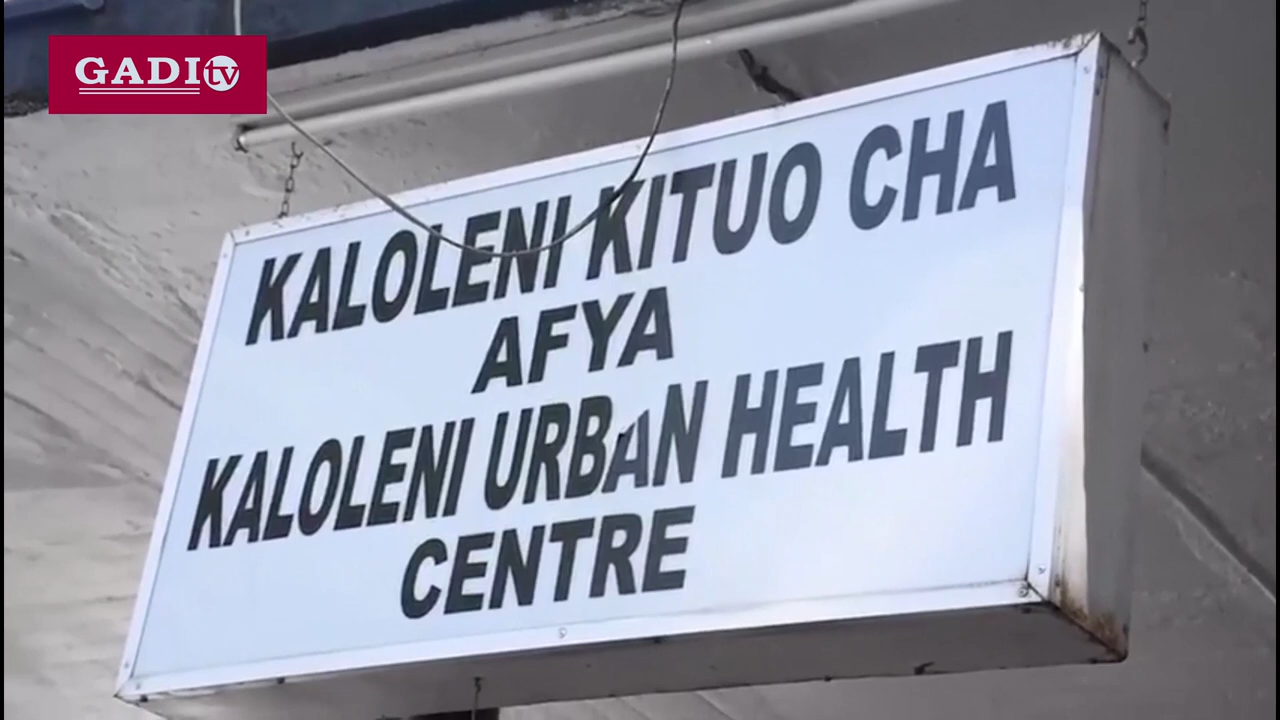 GADI tv
KALOLENI KITUO CHA
AFYA
KALOLENI URBAN HEALTH
CENTRE